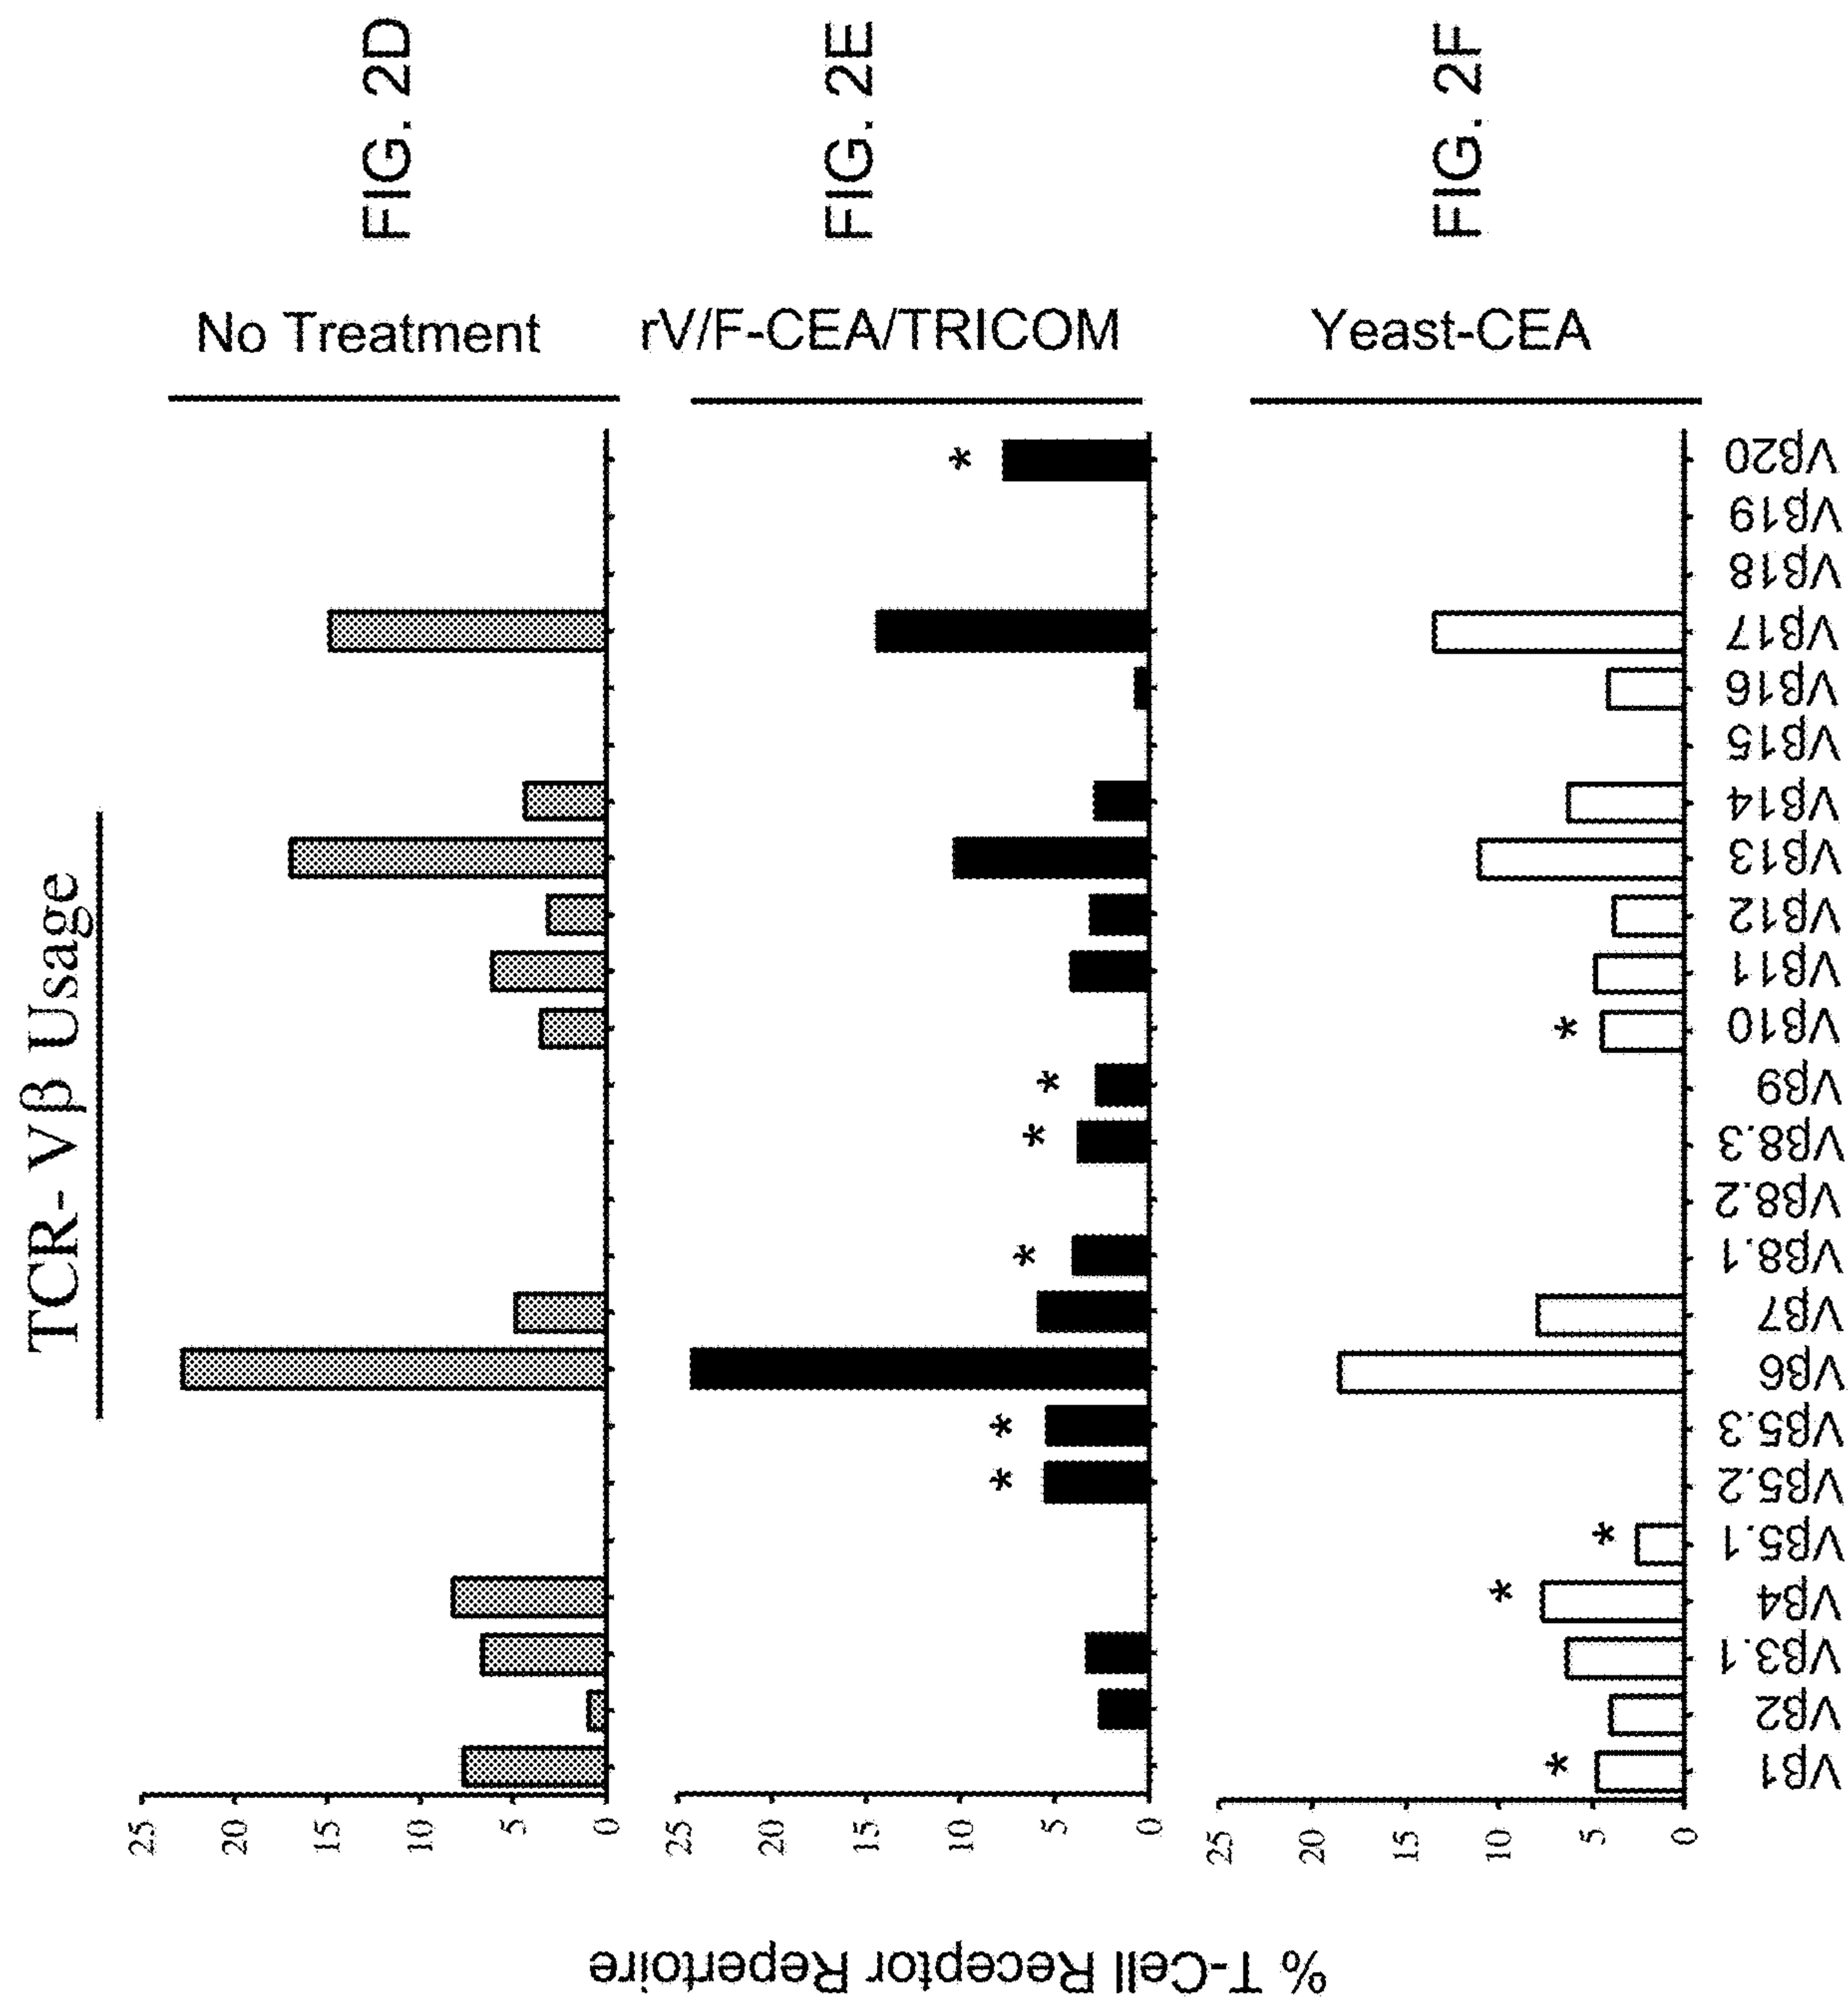 TCR- Vβ Usage
% T-Cell Receptor Repertoire
FIG. 2D
No Treatment
25
20
15
10
5
0
*
*
*
*
*
*
FIG. 2E
rV/F-CEA/TRICOM
25
20
15
10
5
0
*
*
*
*
FIG. 2F
Yeast-CEA
25
20
15
10
5
0
Vβ1
Vβ2
Vβ3.1
Vβ4
Vβ5.1
Vβ5.2
Vβ5.3
Vβ6
Vβ7
Vβ8.1
Vβ8.2
Vβ8.3
Vβ9
Vβ10
Vβ11
Vβ12
Vβ13
Vβ14
Vβ15
Vβ16
Vβ17
Vβ18
Vβ19
Vβ20